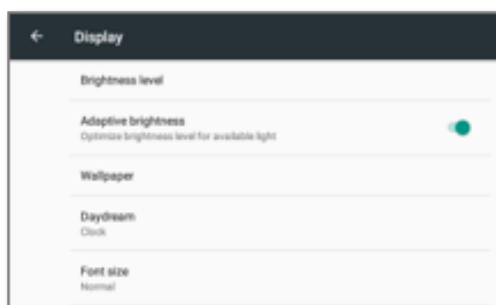 Display
Brightness level
Adaptive brightness
Optimize brightness level for available light
Wallpaper
Daydream
Clock
Font size
Normal